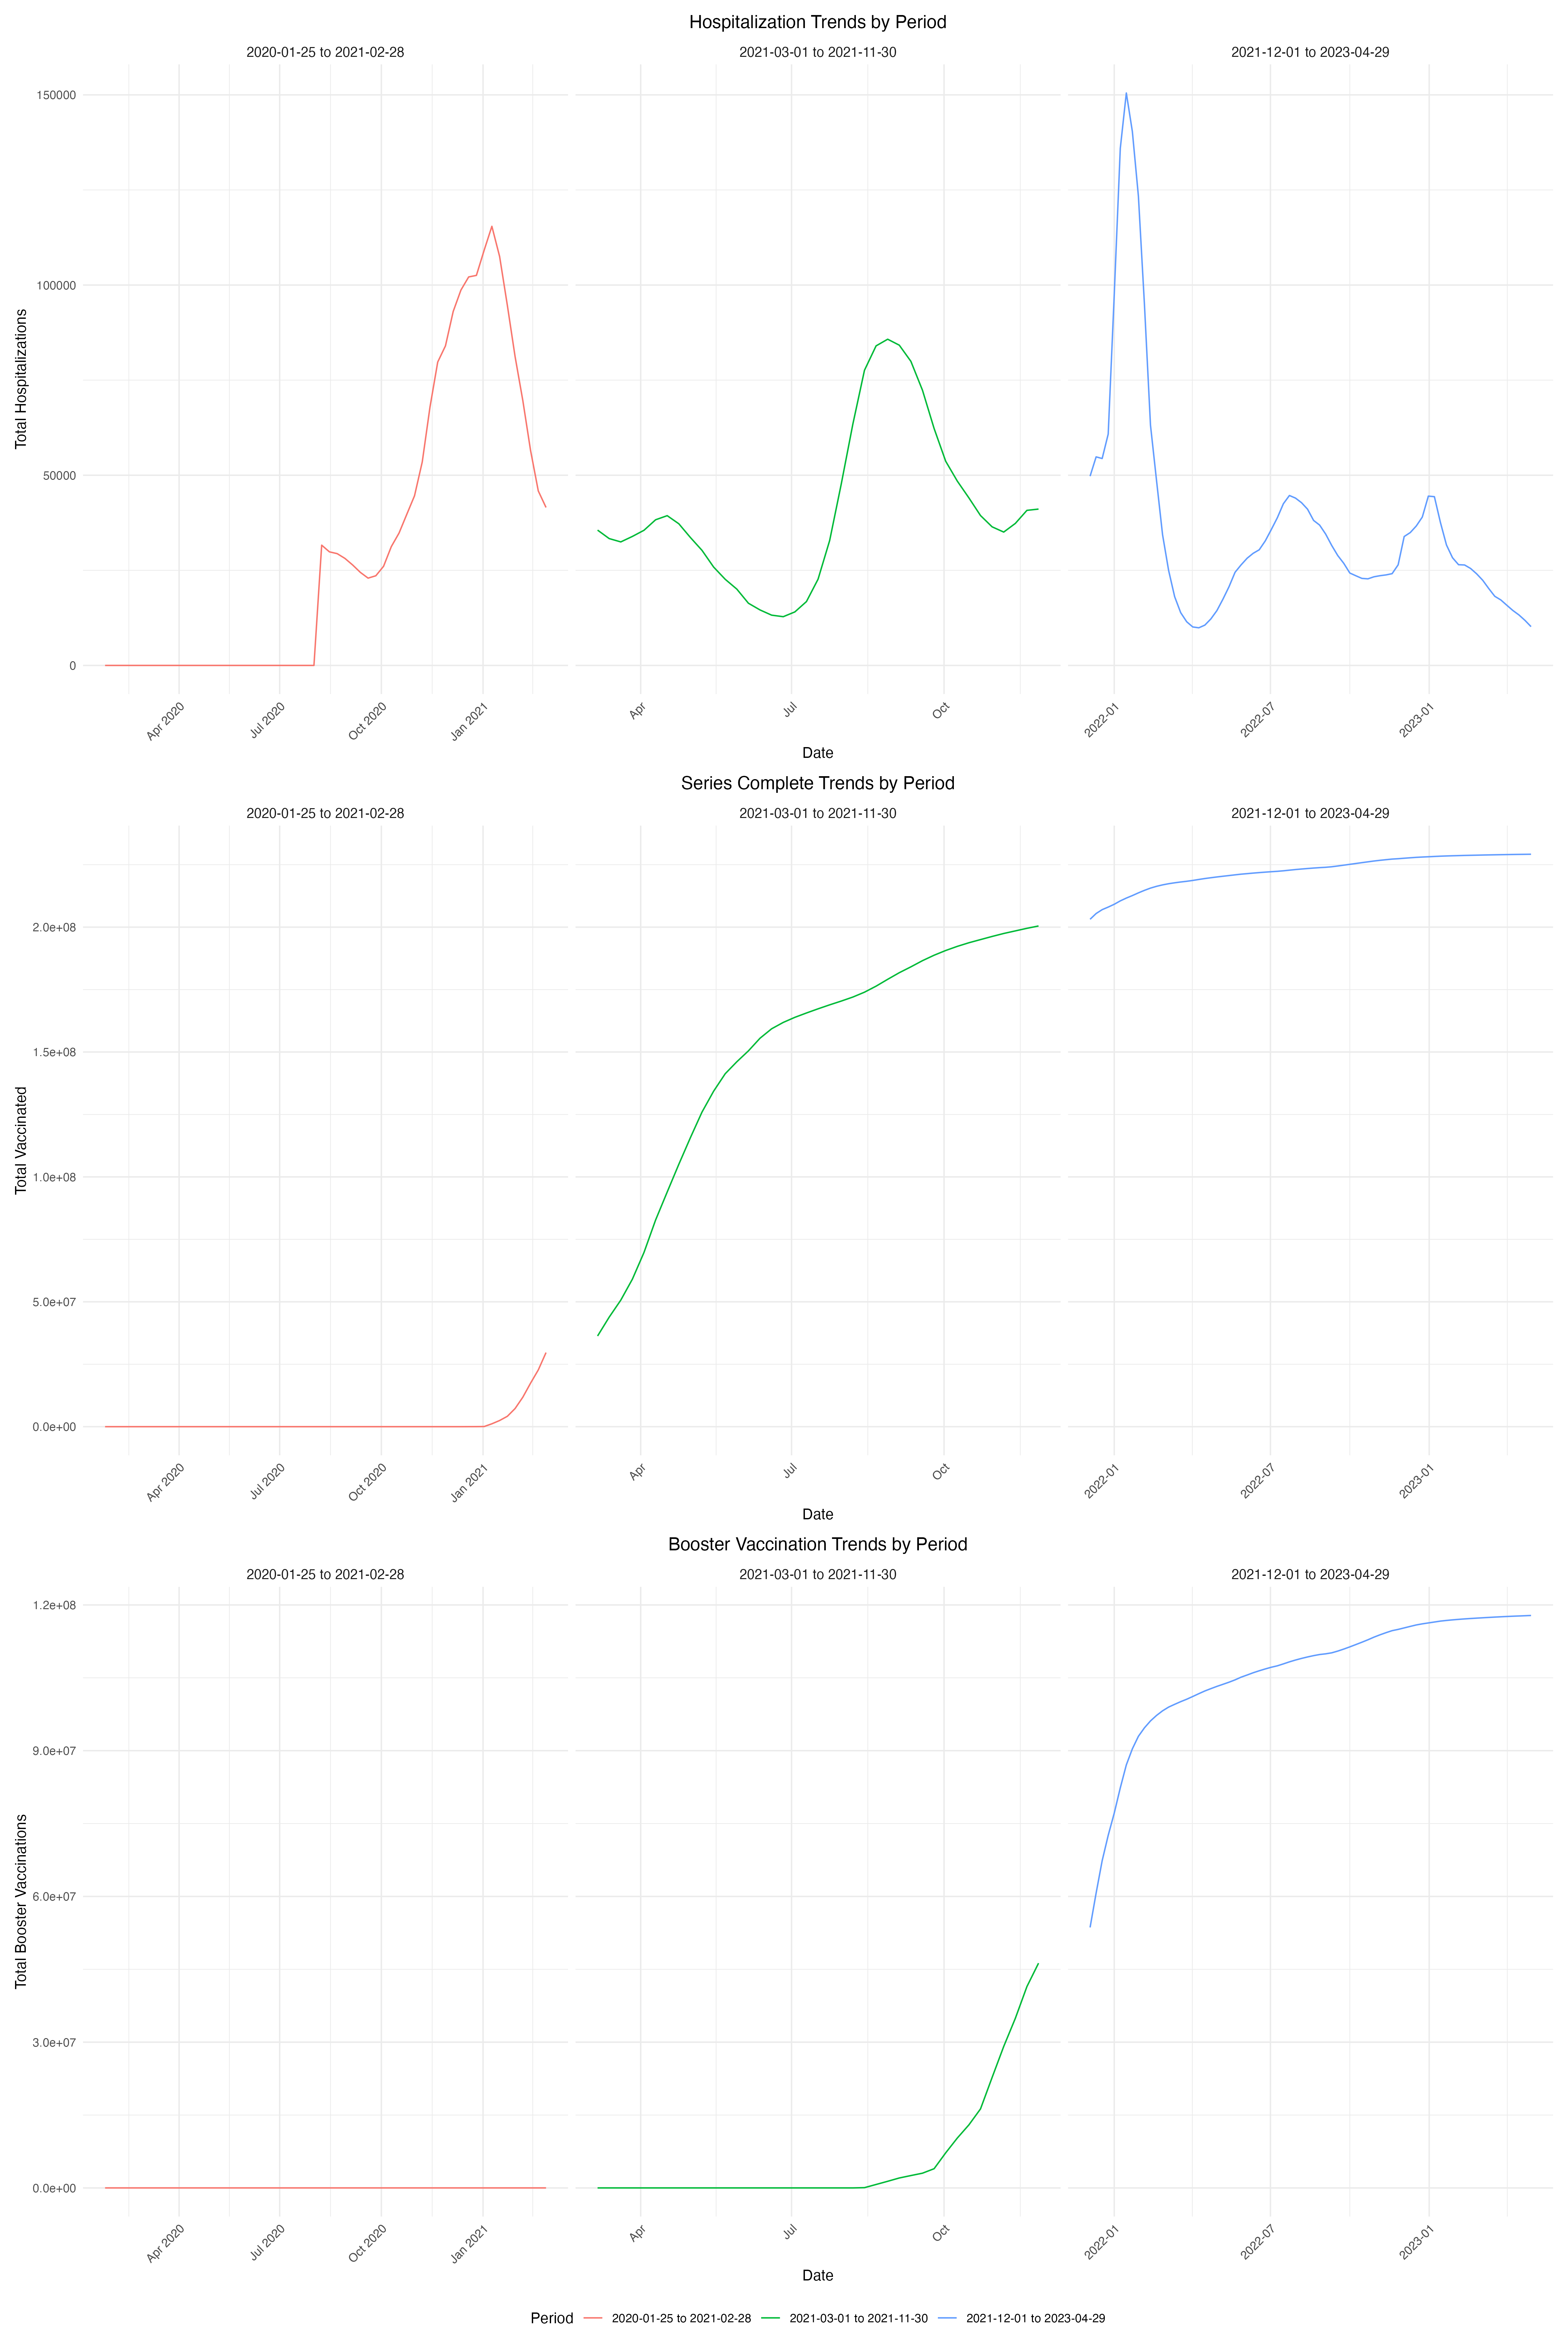 Hospitalization Trends by Period
2020-01-25 to 2021-02-28 2021-03-01 to 2021-11-30 2021-12-01 to 2023-04-29
Total Hospitalizations
150000
100000
50000
0
Apr 2020 Jul 2020 Oct 2020 Jan 2021 Apr Jul Oct 2022-01 2022-07 2023-01
Date
Series Complete Trends by Period
2020-01-25 to 2021-02-28 2021-03-01 to 2021-11-30 2021-12-01 to 2023-04-29
Total Vaccinated
2.0e+08
1.5e+08
1.0e+08
5.0e+07
0.0e+00
Apr 2020 Jul 2020 Oct 2020 Jan 2021 Apr Jul Oct 2022-01 2022-07 2023-01
Date
Booster Vaccination Trends by Period
2020-01-25 to 2021-02-28 2021-03-01 to 2021-11-30 2021-12-01 to 2023-04-29
Total Booster Vaccinations
1.2e+08
9.0e+07
6.0e+07
3.0e+07
0.0e+00
Apr 2020 Jul 2020 Oct 2020 Jan 2021 Apr Jul Oct 2022-01 2022-07 2023-01
Date
Period 2020-01-25 to 2021-02-28 2021-03-01 to 2021-11-30 2021-12-01 to 2023-04-29